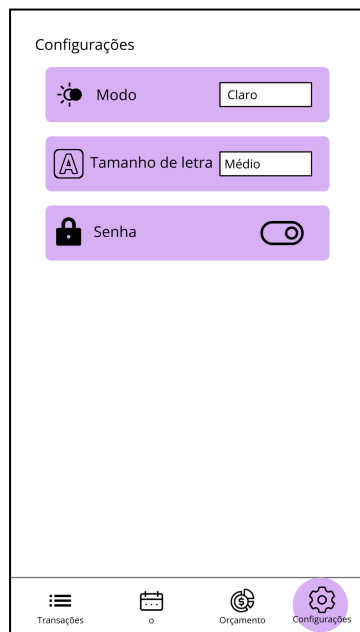 Configurações
Modo
Claro
Tamanho de letra
Médio
Senha
Transações
o
Orçamento
Configurações